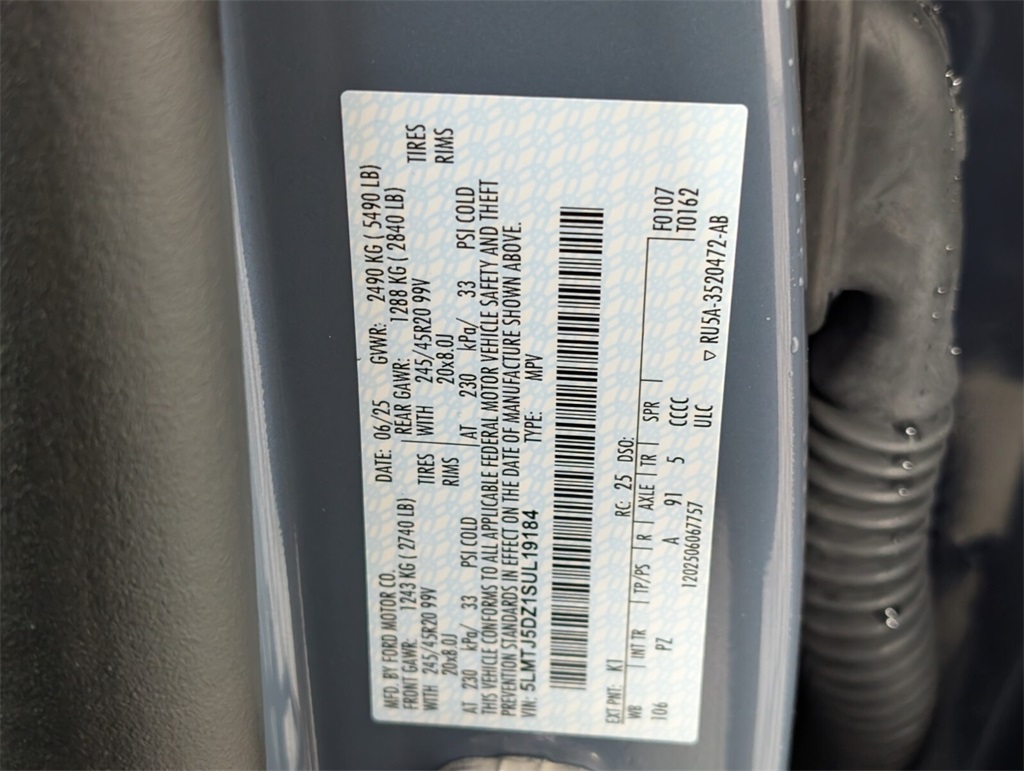 MFD. BY FORD MOTOR CO. DATE: 06/25 GVWR: 2490 KG ( 5490 LB)
FRONT GAWR: 1243 KG ( 2740 LB) REAR GAWR: 1288 KG ( 2840 LB)
WITH 245/45R20 99V TIRES WITH 245/45R20 99V TIRES
20x8.0J RIMS 20x8.0J RIMS
AT 230 kPa/ 33 PSI COLD AT 230 kPa/ 33 PSI COLD
THIS VEHICLE CONFORMS TO ALL APPLICABLE FEDERAL MOTOR VEHICLE SAFETY AND THEFT
PREVENTION STANDARDS IN EFFECT ON THE DATE OF MANUFACTURE SHOWN ABOVE.
VIN: 5LMTJ5DZ1SUL19184 TYPE: MPV
EXT PNT: K1 RC: 25 DSO: F0107
WB INT TR TP/PS R AXLE TR SPR T0162
106 PZ A 91 5 CCCC
ULC
1202506067757 ▽ RU5A-3520472-AB